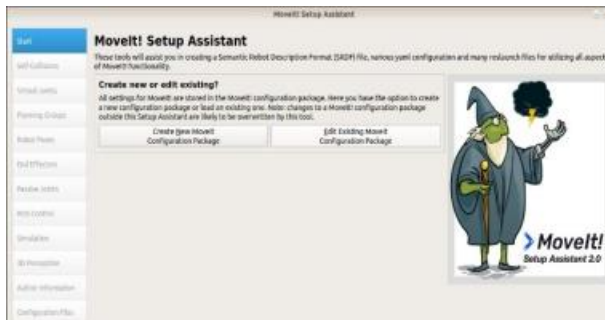 MoveIt! Setup Assistant
Start
MoveIt! Setup Assistant
These tools will assist you in creating a Semantic Robot Description Format (SRDF) file, various yaml configuration and many roslaunch files for utilizing all aspect
of MoveIt! functionality.
Self-Collisions
Virtual Joints
Planning Groups
Robot Poses
End Effectors
Passive Joints
ROS Control
Simulation
3D Perception
Author Information
Configuration Files
Create new or edit existing?
All settings for MoveIt! are stored in the MoveIt! configuration package. Here you have the option to create
a new configuration package or load an existing one. Note: changes to a MoveIt! configuration package
outside this Setup Assistant are likely to be overwritten by this tool.
Create New MoveIt
Configuration Package
Edit Existing MoveIt
Configuration Package
MoveIt!
Setup Assistant 2.0